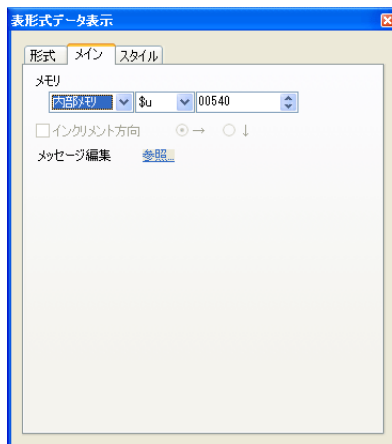 表形式データ表示
形式 メイン スタイル
メモリ
内部メモリ $u 00540
インクリメント方向 → ↓
メッセージ編集 参照...